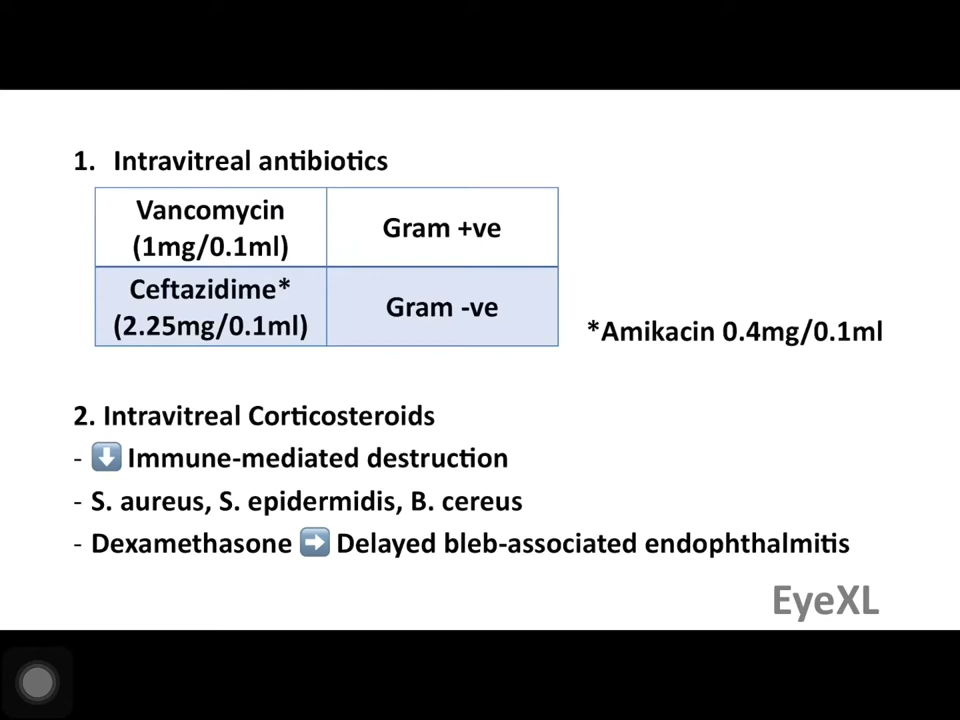 1. Intravitreal antibiotics
Vancomycin
(1mg/0.1ml)
Gram +ve
Ceftazidime*
(2.25mg/0.1ml)
Gram -ve
*Amikacin 0.4mg/0.1ml
2. Intravitreal Corticosteroids
- ⬇️ Immune-mediated destruction
- S. aureus, S. epidermidis, B. cereus
- Dexamethasone ➡️ Delayed bleb-associated endophthalmitis
EyeXL